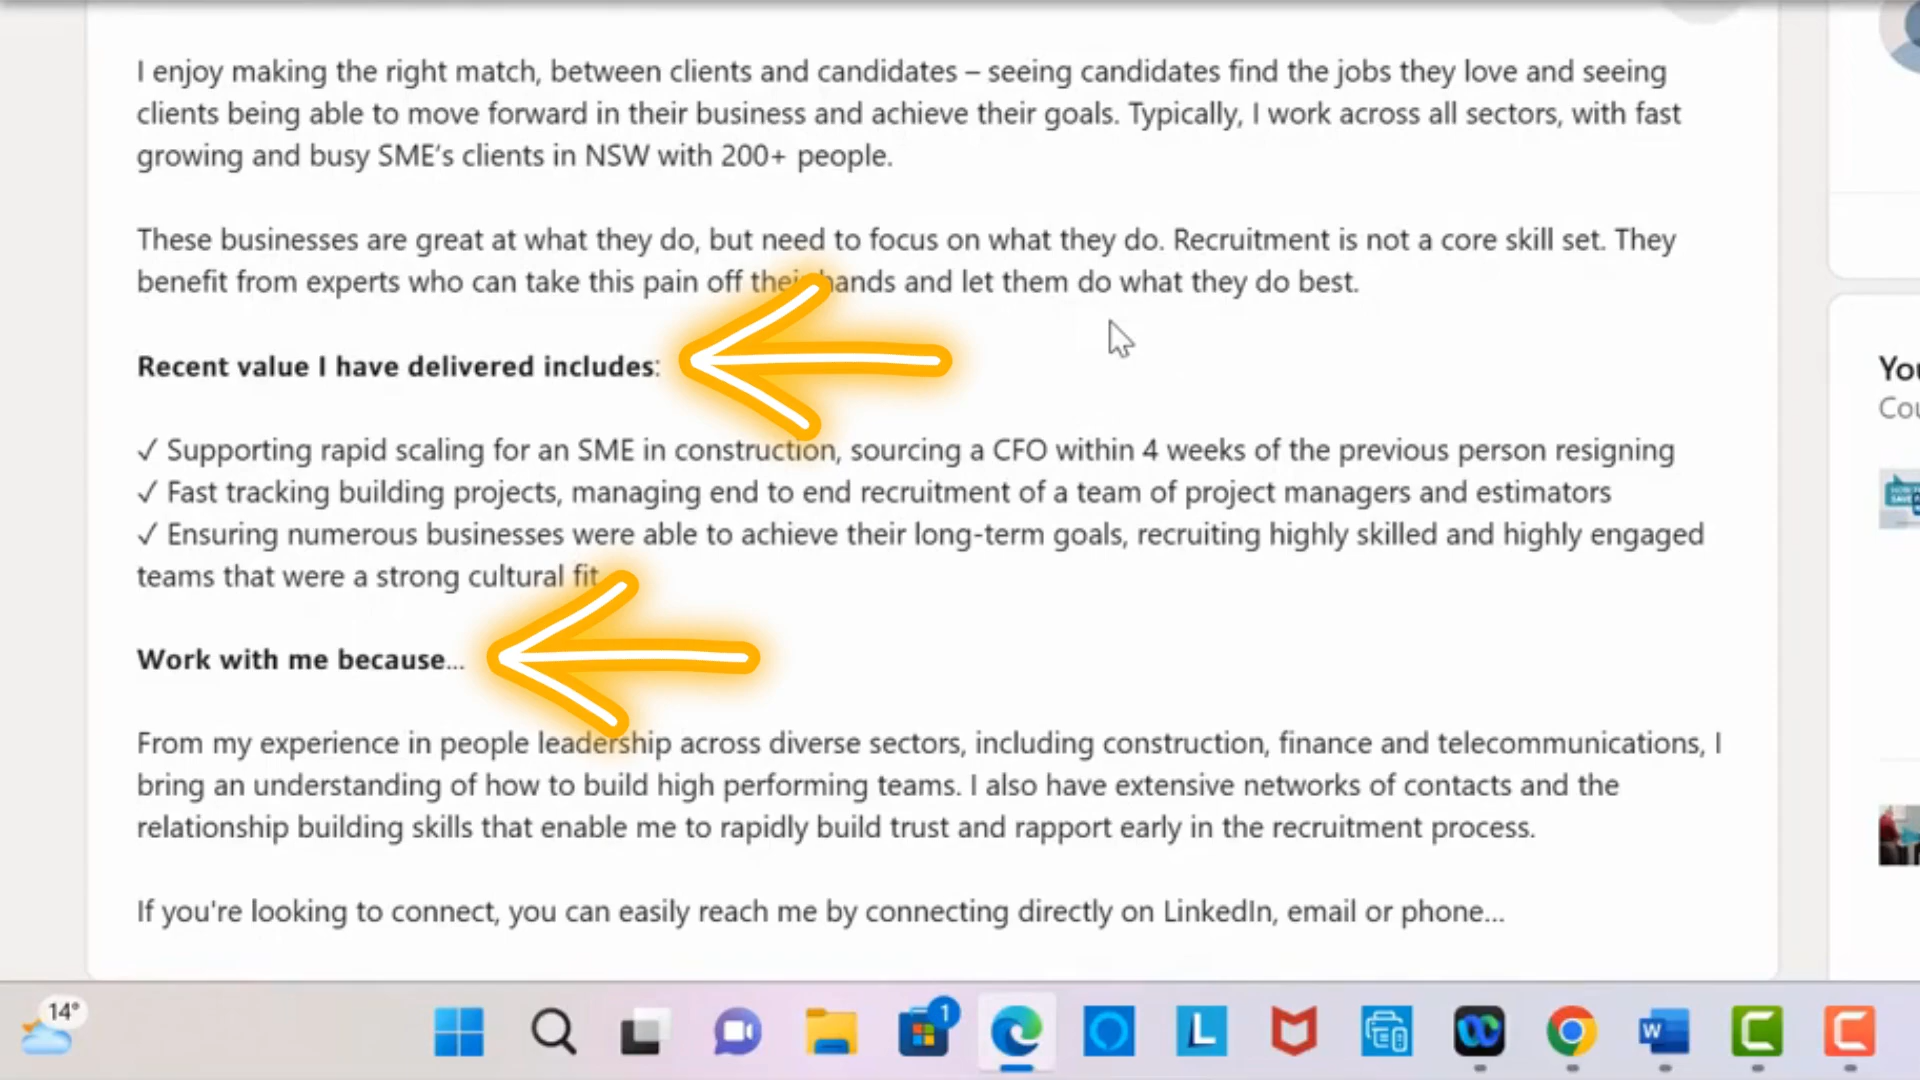 I enjoy making the right match, between clients and candidates – seeing candidates find the jobs they love and seeing
clients being able to move forward in their business and achieve their goals. Typically, I work across all sectors, with fast
growing and busy SME's clients in NSW with 200+ people.
These businesses are great at what they do, but need to focus on what they do. Recruitment is not a core skill set. They
benefit from experts who can take this pain off their hands and let them do what they do best.
Recent value I have delivered includes:
✓ Supporting rapid scaling for an SME in construction, sourcing a CFO within 4 weeks of the previous person resigning
✓ Fast tracking building projects, managing end to end recruitment of a team of project managers and estimators
✓ Ensuring numerous businesses were able to achieve their long-term goals, recruiting highly skilled and highly engaged
teams that were a strong cultural fit
Work with me because...
From my experience in people leadership across diverse sectors, including construction, finance and telecommunications, I
bring an understanding of how to build high performing teams. I also have extensive networks of contacts and the
relationship building skills that enable me to rapidly build trust and rapport early in the recruitment process.
If you're looking to connect, you can easily reach me by connecting directly on LinkedIn, email or phone...
You
Cou
14°
1
L
W